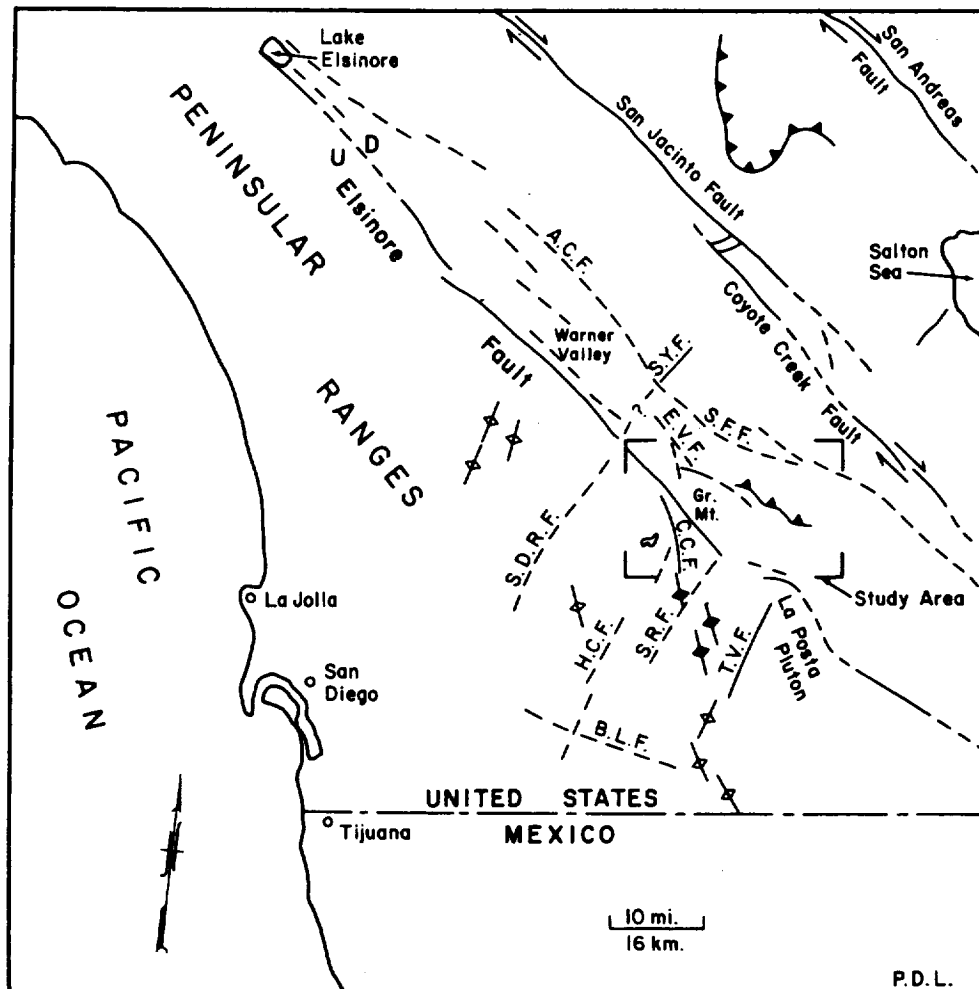 Lake
Elsinore
San Andreas
Fault
PENINSULAR
RANGES
U D
Elsinore
Fault
San Jacinto Fault
A.C.F.
Salton
Sea
Warner
Valley
Coyote Creek
Fault
S.Y.F.
?
E.V.F.
S.F.F.
PACIFIC
OCEAN
Gr.
Mt.
S.D.R.F.
C.C.F.
La Jolla
Study Area
H.C.F.
S.R.F.
T.V.F.
La Posta
Pluton
San
Diego
B.L.F.
UNITED STATES
MEXICO
Tijuana
10 mi.
16 km.
P.D.L.